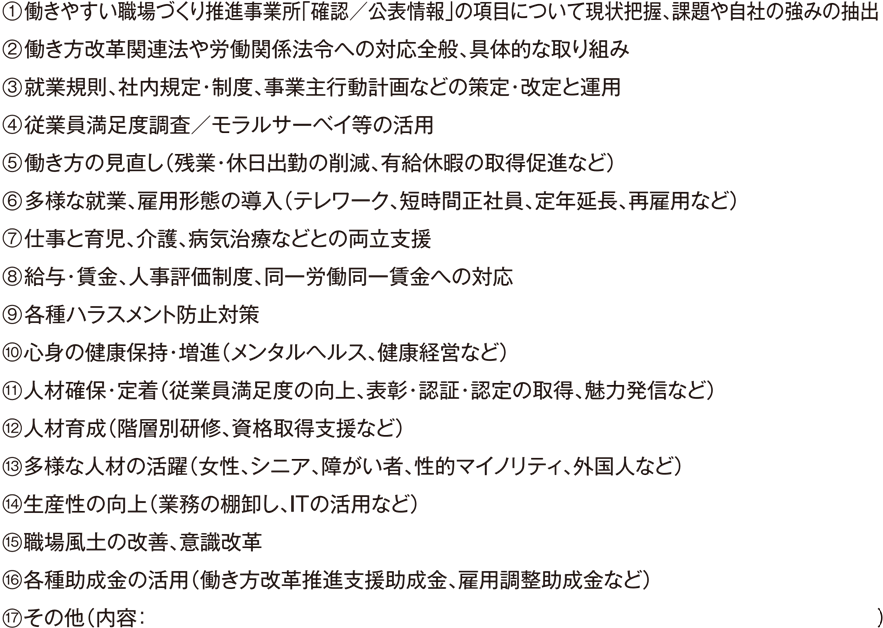 ①働きやすい職場づくり推進事業所「確認／公表情報」の項目について現状把握、課題や自社の強みの抽出
②働き方改革関連法や労働関係法令への対応全般、具体的な取り組み
③就業規則、社内規定・制度、事業主行動計画などの策定・改定と運用
④従業員満足度調査／モラルサーベイ等の活用
⑤働き方の見直し（残業・休日出勤の削減、有給休暇の取得促進など）
⑥多様な就業、雇用形態の導入（テレワーク、短時間正社員、定年延長、再雇用など）
⑦仕事と育児、介護、病気治療などとの両立支援
⑧給与・賃金、人事評価制度、同一労働同一賃金への対応
⑨各種ハラスメント防止対策
⑩心身の健康保持・増進（メンタルヘルス、健康経営など）
⑪人材確保・定着（従業員満足度の向上、表彰・認証・認定の取得、魅力発信など）
⑫人材育成（階層別研修、資格取得支援など）
⑬多様な人材の活躍（女性、シニア、障がい者、性的マイノリティ、外国人など）
⑭生産性の向上（業務の棚卸し、ITの活用など）
⑮職場風土の改善、意識改革
⑯各種助成金の活用（働き方改革推進支援助成金、雇用調整助成金など）
⑰その他（内容：　　　　　　　　　　　　　　　　　　　　　　　　　　　　　　）